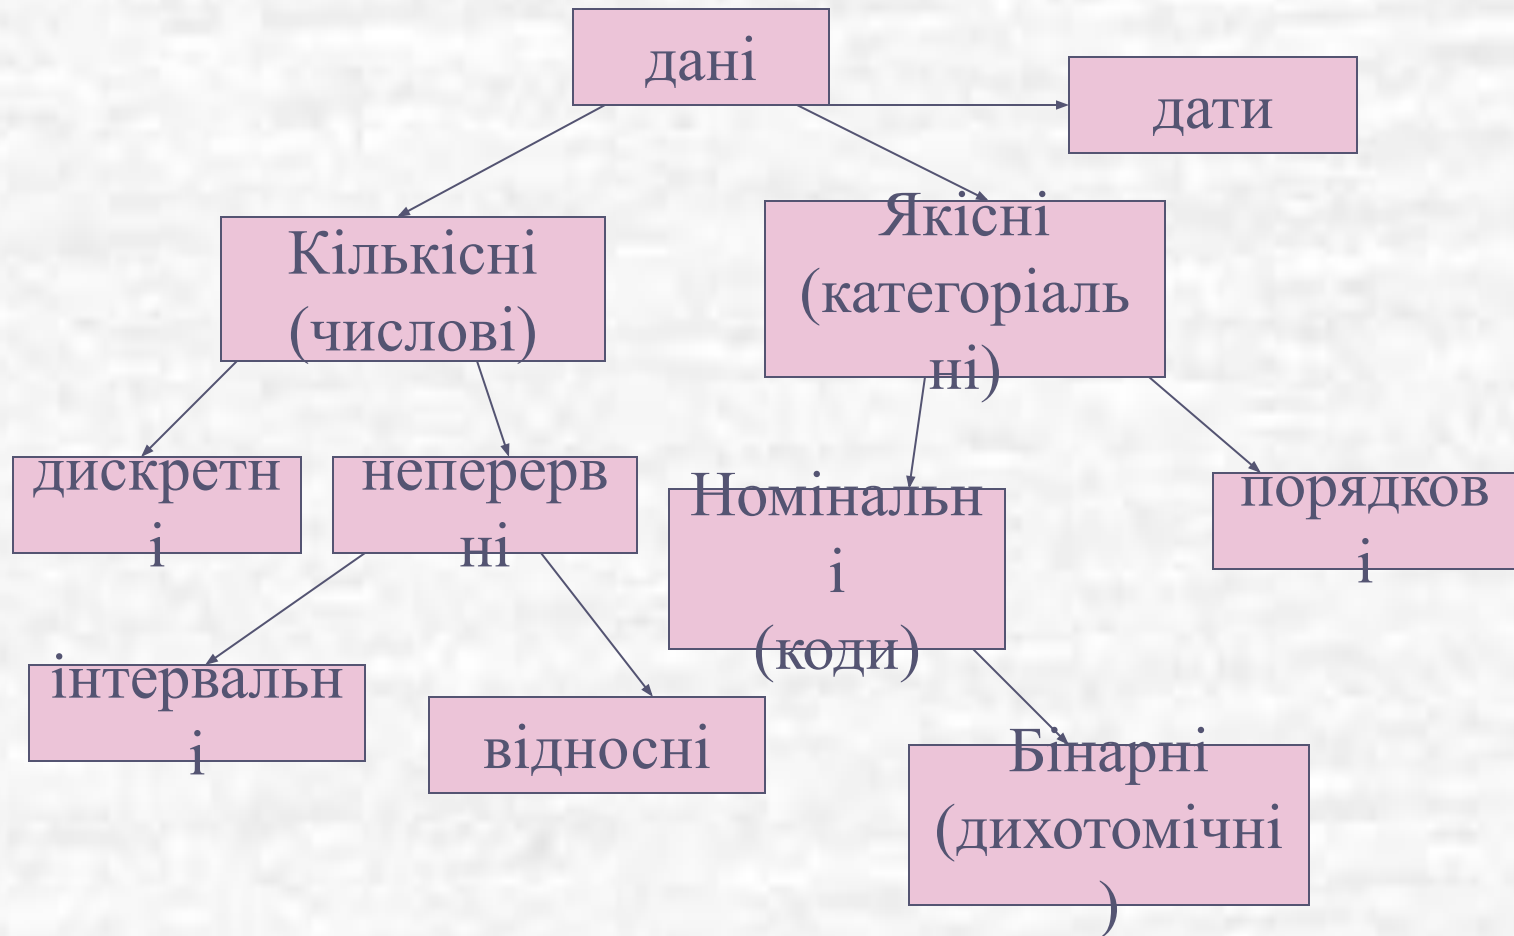 дані
дати
Якісні
(категоріаль
ні)
Кількісні
(числові)
дискретн
і
неперерв
ні
Номінальн
і
(коди)
порядков
і
інтервальн
і
відносні
Бінарні
(дихотомічні
)